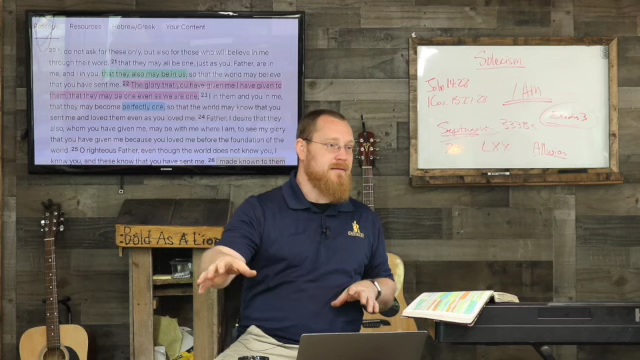 Resources Hebrew/Greek Your Content
20 "I do not ask for these only, but also for those who will believe in me
through their word, 21 that they may all be one, just as you, Father, are in
me, and I in you, that they also may be in us, so that the world may believe
that you have sent me. 22 The glory that you have given me I have given to
them, that they may be one even as we are one, 23 I in them and you in me,
that they may become perfectly one, so that the world may know that you
sent me and loved them even as you loved me. 24 Father, I desire that they
also, whom you have given me, may be with me where I am, to see my glory
that you have given me because you loved me before the foundation of the
world. 25 O righteous Father, even though the world does not know you, I
know you, and these know that you have sent me. 26 I made known to them
John 14:28
I Am
LXX
Bold As A Lion